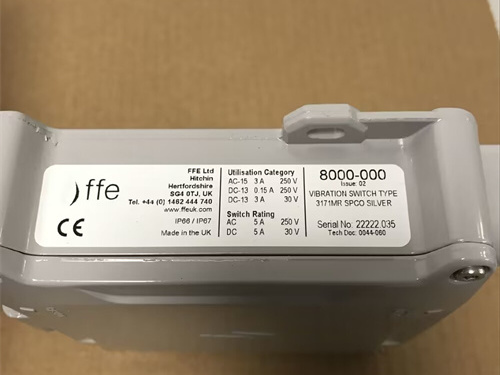 )ffe
CE
FFE Ltd
Hitchin
Hertfordshire
SG4 0TJ, UK
Tel. +44 (0) 1462 444 740
www.ffeuk.com
IP66 / IP67
Made in the UK
Utilisation Category
AC-15 3 A 250 V
DC-13 0.15 A 250 V
DC-13 3 A 30 V
Switch Rating
AC 5 A 250 V
DC 5 A 30 V
8000-000
Issue: 02
VIBRATION SWITCH TYPE
3171MR SPCO SILVER
Serial No: 22222.035
Tech Doc: 0044-060